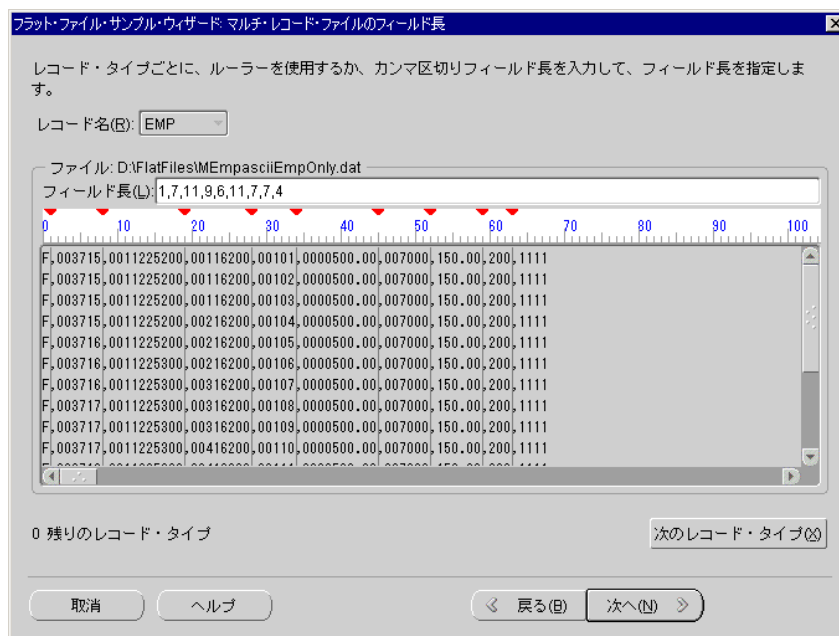 フラット・ファイル・サンプル・ウィザード: マルチ・レコード・ファイルのフィールド長
レコード・タイプごとに、ルーラーを使用するか、カンマ区切りフィールド長を入力して、フィールド長を指定しま
す。
レコード名(R): EMP
ファイル: D:\FlatFiles\MEmpasciiEmpOnly.dat
フィールド長(L): 1,7,11,9,6,11,7,7,4
0 10 20 30 40 50 60 70 80 90 100
F,003715,0011225200,00116200,00101,0000500.00,007000,150.00,200,1111
F,003715,0011225200,00116200,00102,0000500.00,007000,150.00,200,1111
F,003715,0011225200,00116200,00103,0000500.00,007000,150.00,200,1111
F,003715,0011225200,00216200,00104,0000500.00,007000,150.00,200,1111
F,003716,0011225300,00216200,00105,0000500.00,007000,150.00,200,1111
F,003716,0011225300,00216200,00106,0000500.00,007000,150.00,200,1111
F,003716,0011225300,00316200,00107,0000500.00,007000,150.00,200,1111
F,003717,0011225300,00316200,00108,0000500.00,007000,150.00,200,1111
F,003717,0011225300,00316200,00109,0000500.00,007000,150.00,200,1111
F,003717,0011225300,00416200,00110,0000500.00,007000,150.00,200,1111
0 残りのレコード・タイプ
次のレコード・タイプ(X)
取消 ヘルプ 戻る(B) 次へ(N)